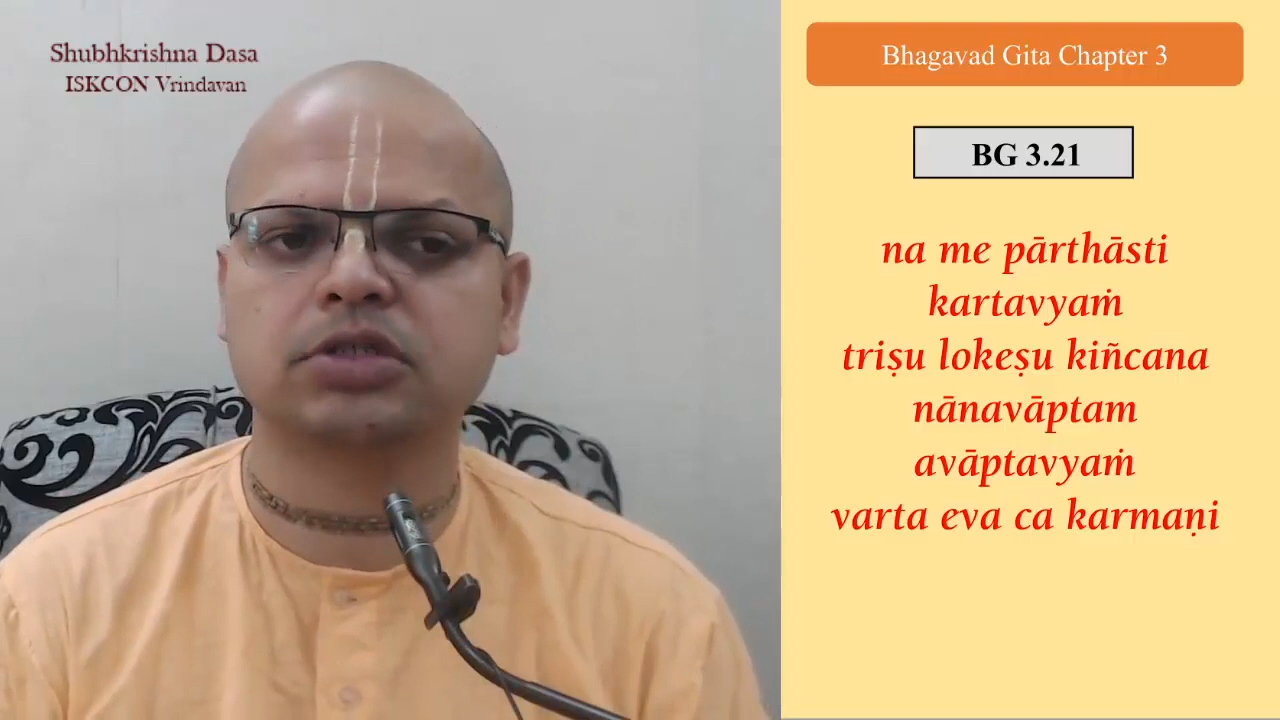 Shubhkrishna Dasa
ISKCON Vrindavan
Bhagavad Gita Chapter 3
BG 3.21
na me pārthāsti
kartavyaṁ
triṣu lokeṣu kiñcana
nānavāptam
avāptavyaṁ
varta eva ca karmaṇi